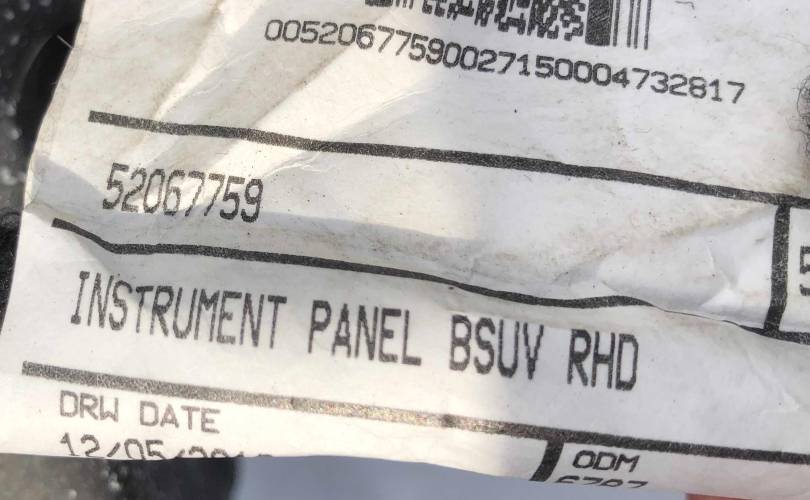 00520677590027150004732817
52067759
INSTRUMENT PANEL BSUV RHD
DRW DATE
ODM